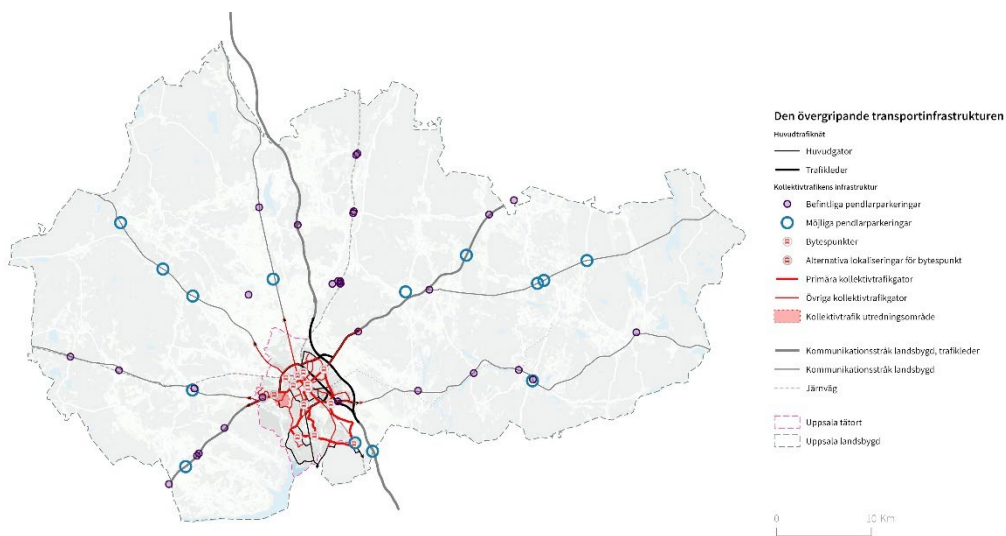 Den övergripande transportinfrastrukturen
Huvudtrafiknät
Huvudgator
Trafikleder
Kollektivtrafikens infrastruktur
Befintliga pendlarparkeringar
Möjliga pendlarparkeringar
Bytespunkter
Alternativa lokaliseringar för bytespunkt
Primära kollektivtrafikgator
Övriga kollektivtrafikgator
Kollektivtrafik utredningsområde
Kommunikationsstråk landsbygd, trafikleder
Kommunikationsstråk landsbygd
Järnväg
Uppsala tätort
Uppsala landsbygd
0 10 Km